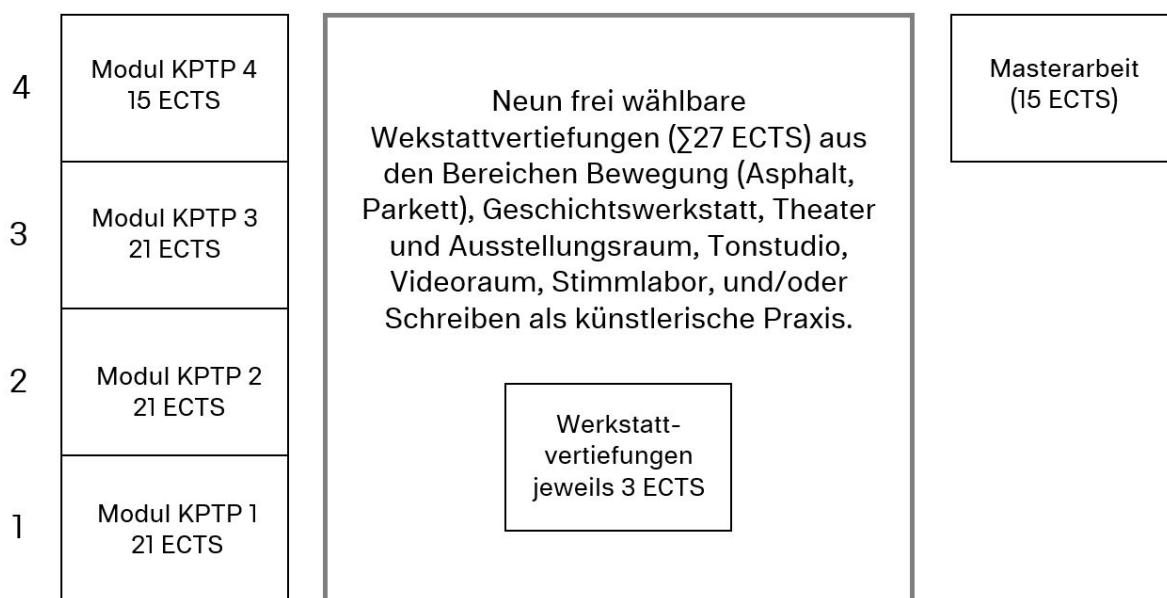 4
Modul KPTP 4
15 ECTS
3
Modul KPTP 3
21 ECTS
2
Modul KPTP 2
21 ECTS
1
Modul KPTP 1
21 ECTS
Neun frei wählbare
Wekstattvertiefungen (∑27 ECTS) aus
den Bereichen Bewegung (Asphalt,
Parkett), Geschichtswerkstatt, Theater
und Ausstellungsraum, Tonstudio,
Videoraum, Stimmlabor, und/oder
Schreiben als künstlerische Praxis.
Werkstatt-
vertiefungen
jeweils 3 ECTS
Masterarbeit
(15 ECTS)